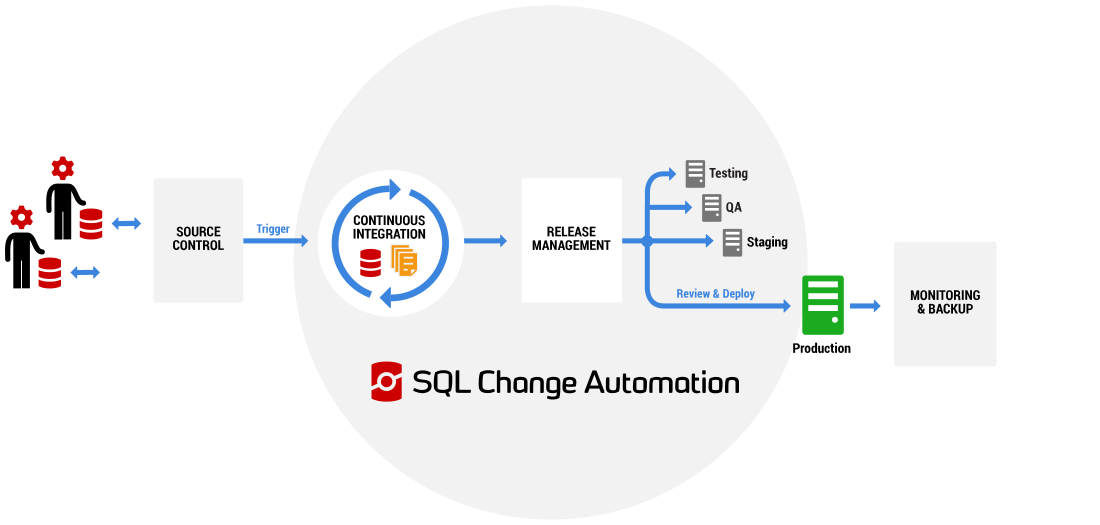 SOURCE
CONTROL
Trigger
CONTINUOUS
INTEGRATION
RELEASE
MANAGEMENT
Testing
QA
Staging
Review & Deploy
Production
MONITORING
& BACKUP
SQL Change Automation